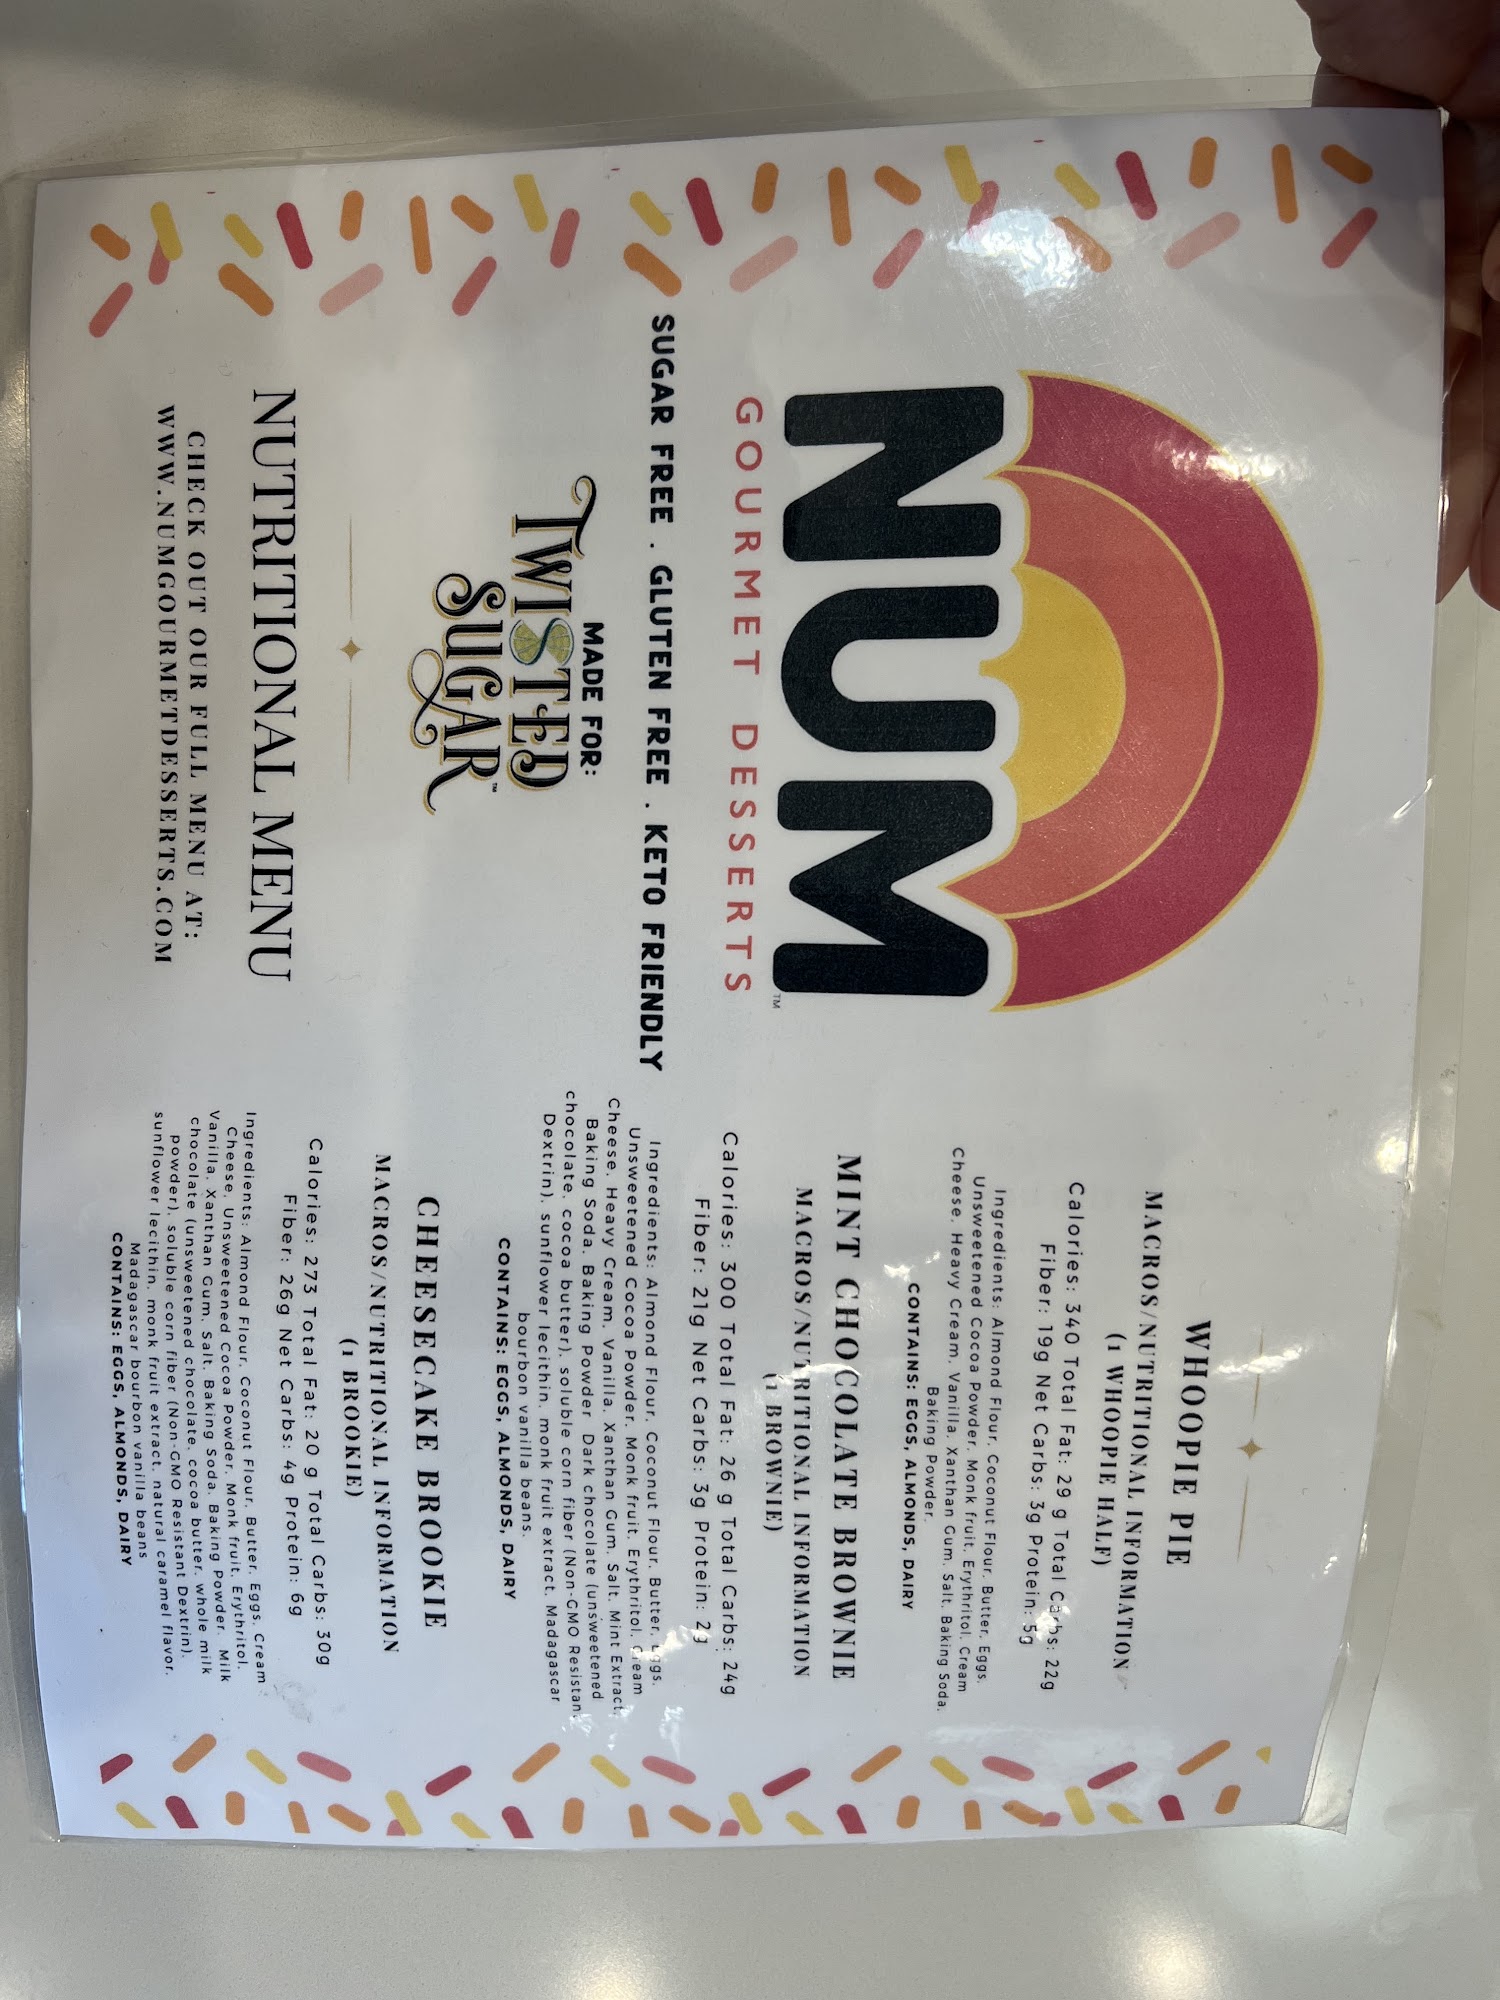 NUM
TM
GOURMET DESSERTS
SUGAR FREE . GLUTEN FREE . KETO FRIENDLY
MADE FOR:
TWISTED
SUGAR™
NUTRITIONAL MENU
CHECK OUT OUR FULL MENU AT:
WWW.NUMGOURMETDESSERTS.COM
WHOOPIE PIE
MACROS/NUTRITIONAL INFORMATION
(1 WHOOPIE HALF)
Calories: 340 Total Fat: 29 g Total Carbs: 22g
Fiber: 19g Net Carbs: 3g Protein: 5g
Ingredients: Almond Flour, Coconut Flour, Butter, Eggs,
Unsweetened Cocoa Powder, Monk fruit, Erythritol, Cream
Cheese, Heavy Cream, Vanilla, Xanthan Gum, Salt, Baking Soda,
Baking Powder,
CONTAINS: EGGS, ALMONDS, DAIRY
MINT CHOCOLATE BROWNIE
MACROS/NUTRITIONAL INFORMATION
(1 BROWNIE)
Calories: 300 Total Fat: 26 g Total Carbs: 24g
Fiber: 21g Net Carbs: 3g Protein: 2g
Ingredients: Almond Flour, Coconut Flour, Butter, Eggs,
Unsweetened Cocoa Powder, Monk fruit, Erythritol, Cream
Cheese, Heavy Cream, Vanilla, Xanthan Gum, Salt, Mint Extract,
Baking Soda, Baking Powder Dark chocolate (unsweetened
chocolate, cocoa butter), soluble corn fiber (Non-GMO Resistan
Dextrin), sunflower lecithin, monk fruit extract, Madagascar
bourbon vanilla beans.
CONTAINS: EGGS, ALMONDS, DAIRY
CHEESECAKE BROOKIE
MACROS/NUTRITIONAL INFORMATION
(1 BROOKIE)
Calories: 273 Total Fat: 20 g Total Carbs: 30g
Fiber: 26g Net Carbs: 4g Protein: 6g
Ingredients: Almond Flour, Coconut Flour, Butter, Eggs, Cream
Cheese, Unsweetened Cocoa Powder, Monk fruit, Erythritol,
Vanilla, Xanthan Gum, Salt, Baking Soda, Baking Powder, Milk
chocolate (unsweetened chocolate, cocoa butter, whole milk
powder), soluble corn fiber (Non-GMO Resistant Dextrin),
sunflower lecithin, monk fruit extract, natural caramel flavor,
Madagascar bourbon vanilla beans
CONTAINS: EGGS, ALMONDS, DAIRY